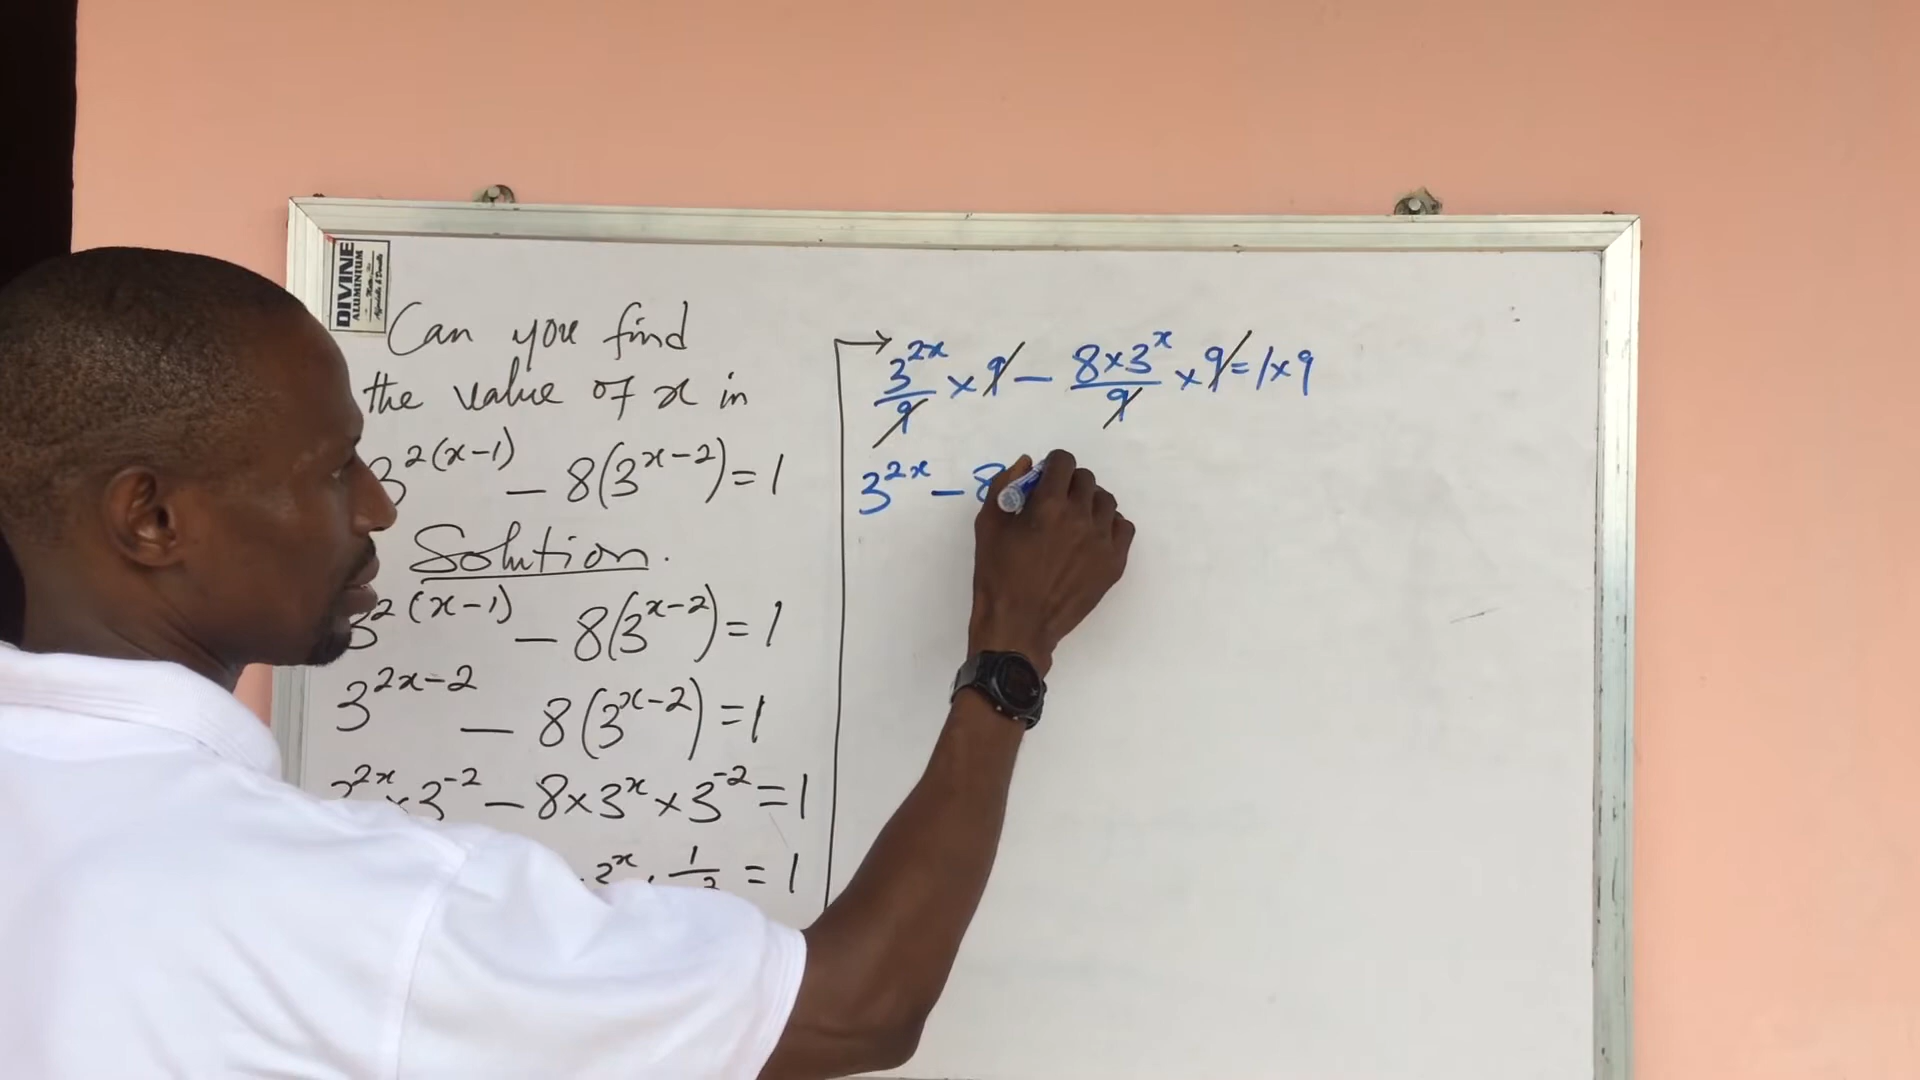 DIVINE
ALUMINIUM
Can you find
the value of x in
3^{2(x-1)} - 8(3^{x-2}) = 1
Solution.
3^{2(x-1)} - 8(3^{x-2}) = 1
3^{2x-2} - 8(3^{x-2}) = 1
3^{2x} × 3^{-2} - 8×3^x × 3^{-2} = 1
= 1
3^{2x}/9 × 9 - 8×3^x/9 × 9 = 1×9
3^{2x} - 8